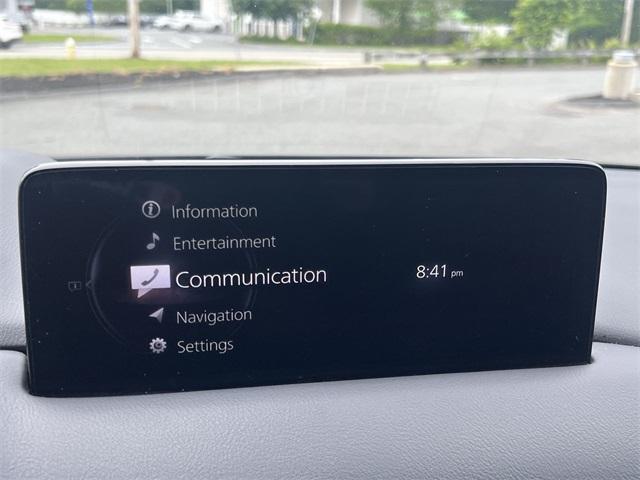 Information
Entertainment
Communication
8:41 pm
Navigation
Settings